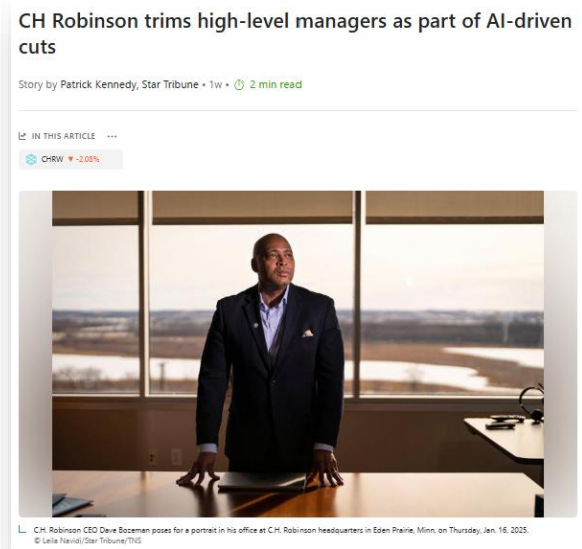 CH Robinson trims high-level managers as part of AI-driven
cuts
Story by Patrick Kennedy, Star Tribune • 1w • 2 min read
IN THIS ARTICLE ...
CHRW ▼ -2.08%
C.H. Robinson CEO Dave Bozeman poses for a portrait in his office at C.H. Robinson headquarters in Eden Prairie, Minn, on Thursday, Jan. 16, 2025.
© Leila Navidi/Star Tribune/TNS